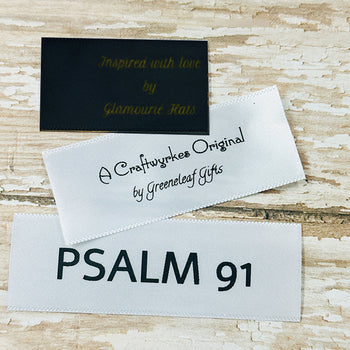 Inspired with love
by
Glamourie Hats
A Craftwyrkes Original
by Greeneleaf Gifts
PSALM 91